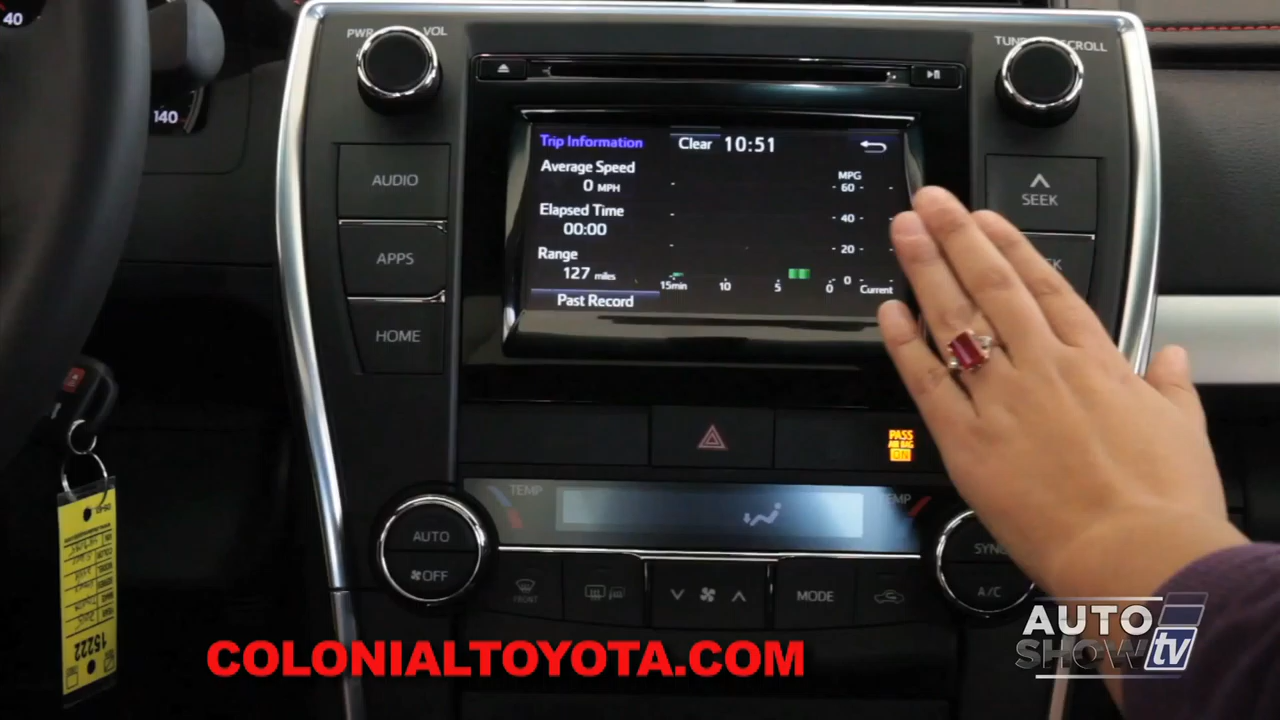 40
140
PWR
VOL
TUNE
SCROLL
AUDIO
APPS
HOME
SEEK
Trip Information
Clear 10:51
Average Speed
0 MPH
Elapsed Time
00:00
Range
127 miles
Past Record
MPG
60
40
20
0
15min 10 5 0 Current
PASS
AIR BAG
ON
TEMP
TEMP
AUTO
OFF
FRONT
MODE
SYNC
A/C
15222
COLONIALTOYOTA.COM
AUTO
SHOW tv